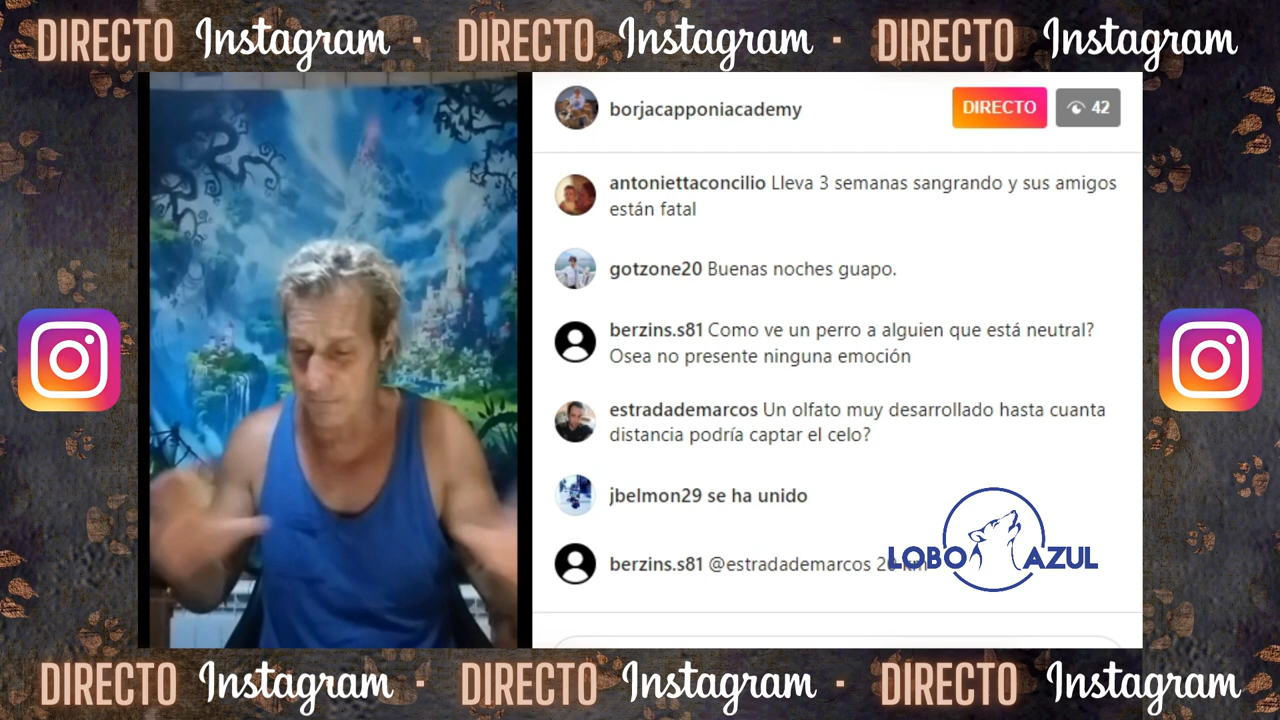 DIRECTO Instagram · DIRECTO Instagram · DIRECTO Instagram
borjacapponiacademy
DIRECTO 42
antoniettaconcilio Lleva 3 semanas sangrando y sus amigos
están fatal
gotzone20 Buenas noches guapo.
berzins.s81 Como ve un perro a alguien que está neutral?
Osea no presente ninguna emoción
estradademarcos Un olfato muy desarrollado hasta cuanta
distancia podría captar el celo?
jbelmon29 se ha unido
berzins.s81 @estradademarcos
LOBO AZUL
DIRECTO Instagram · DIRECTO Instagram · DIRECTO Instagram